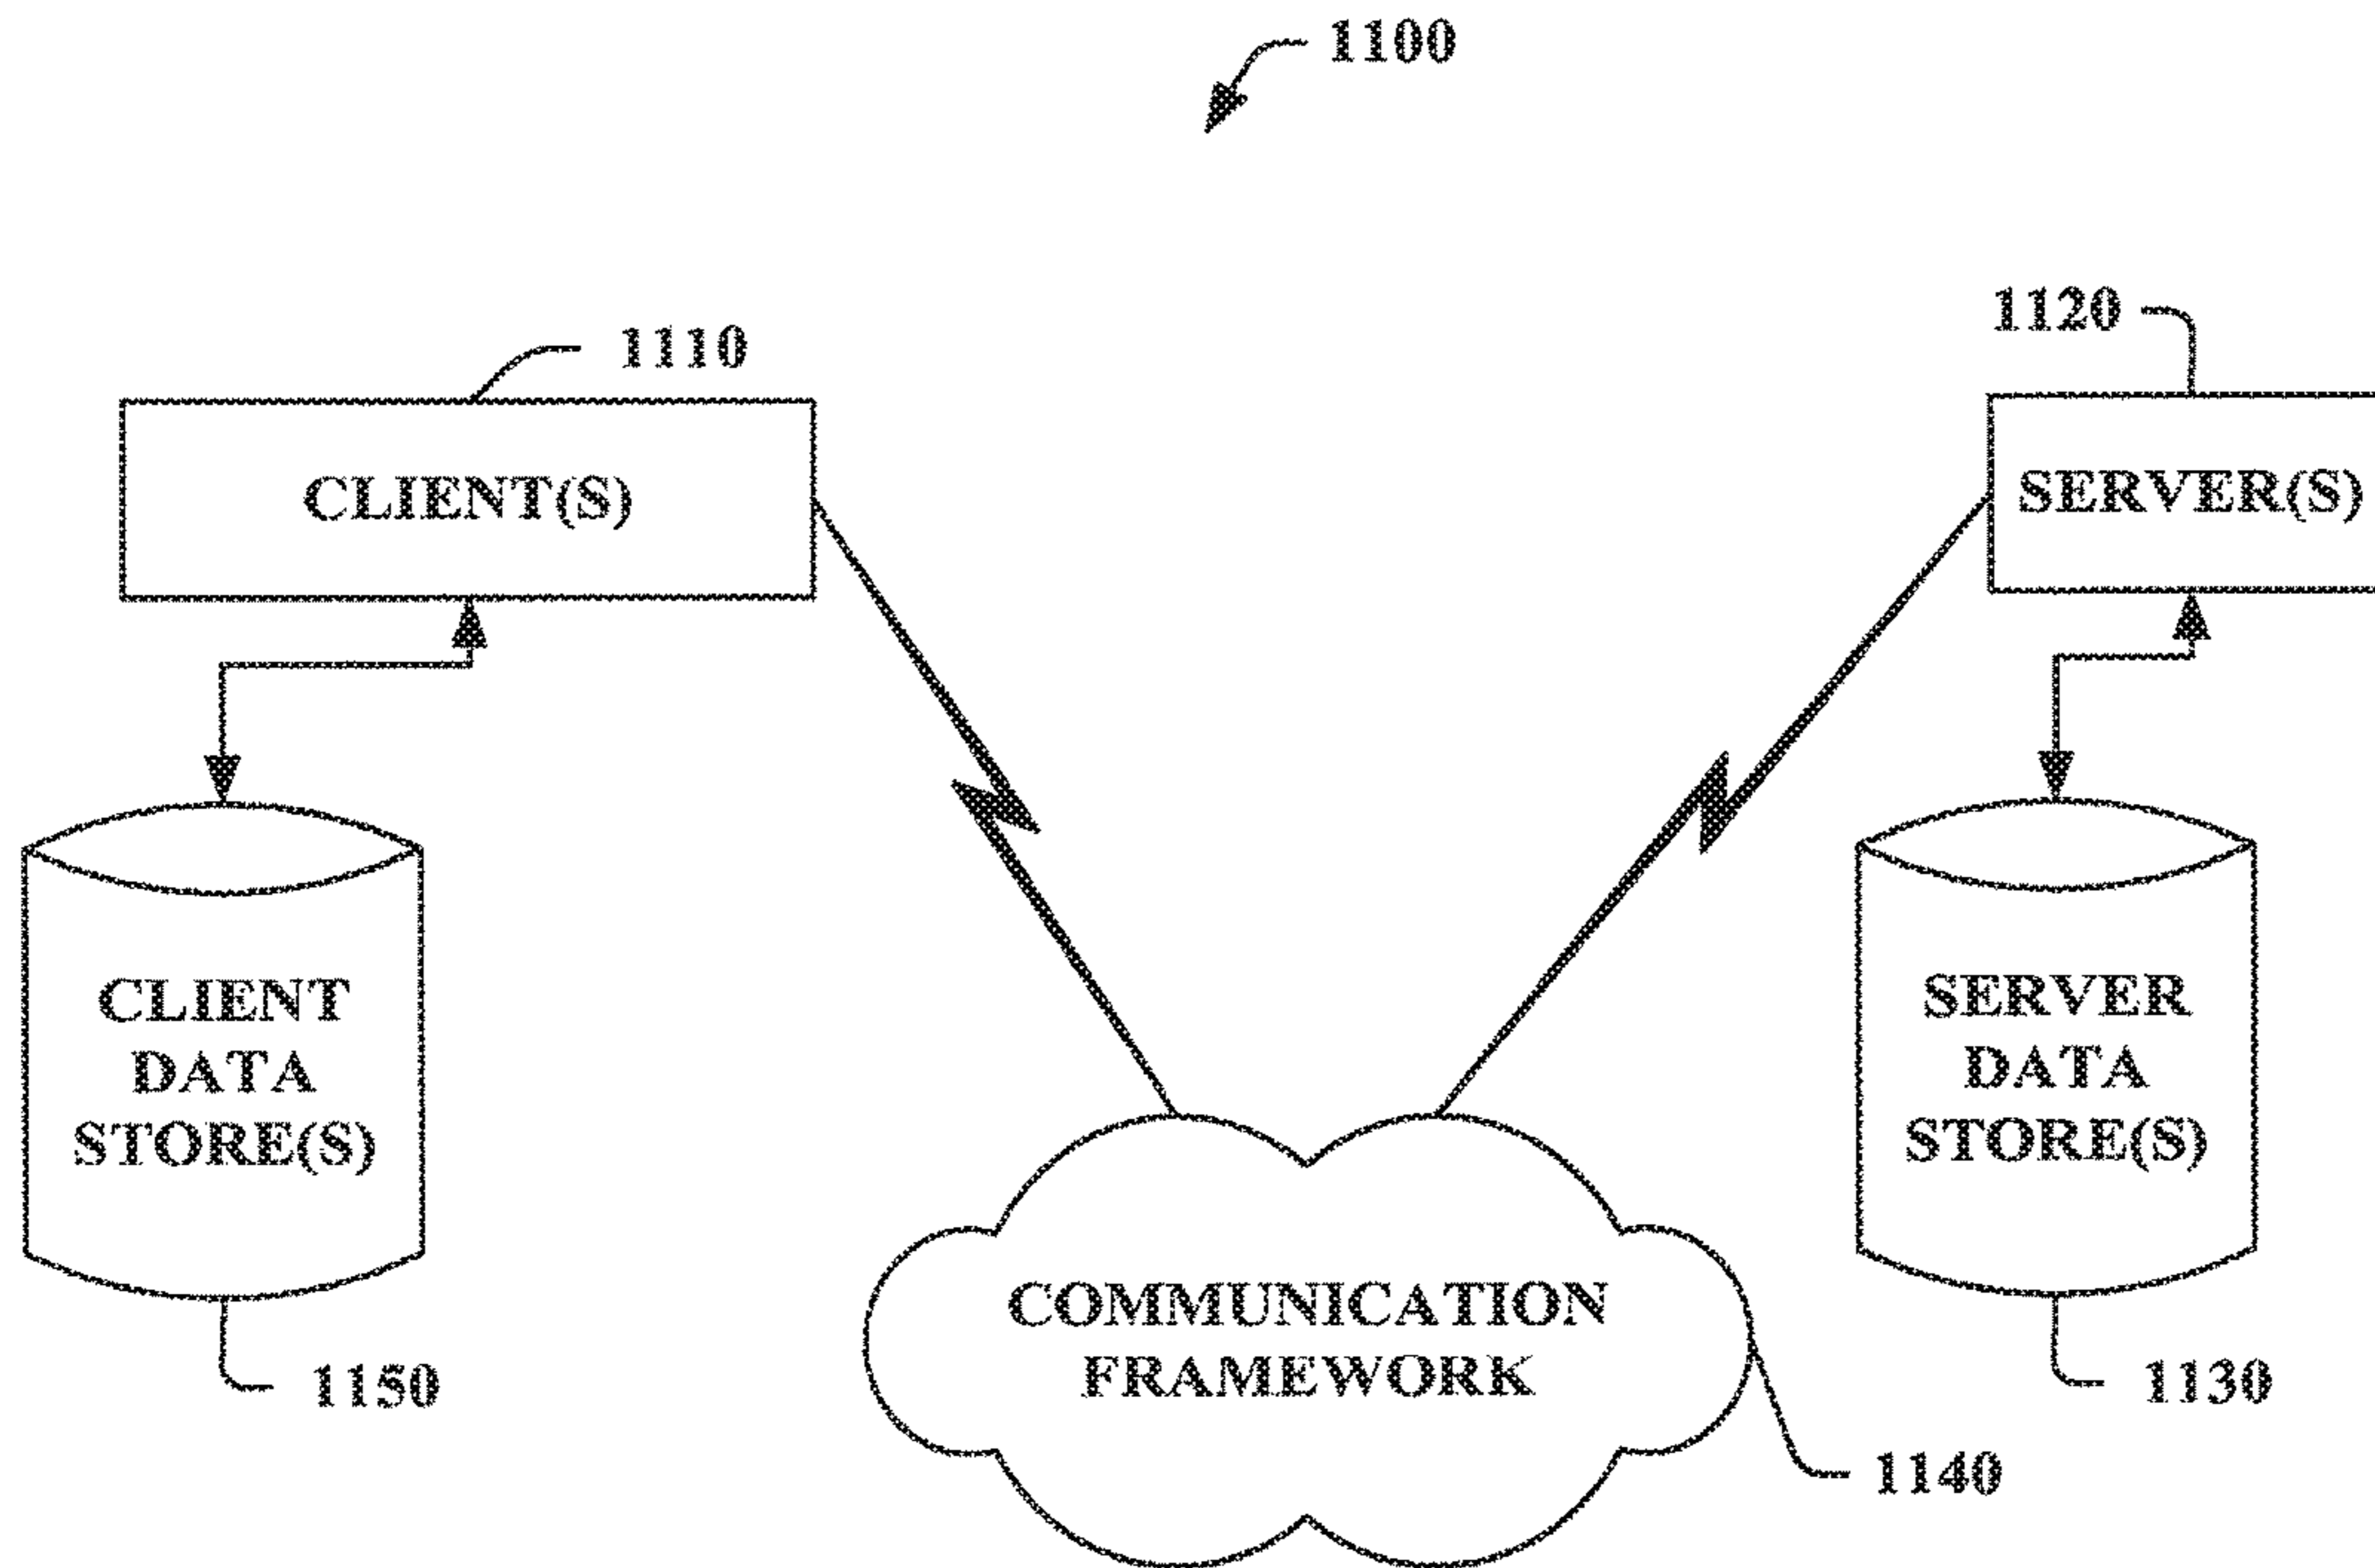 1100
1110
1120
CLIENT(S)
SERVER(S)
CLIENT
DATA
STORE(S)
SERVER
DATA
STORE(S)
COMMUNICATION
FRAMEWORK
1150
1130
1140